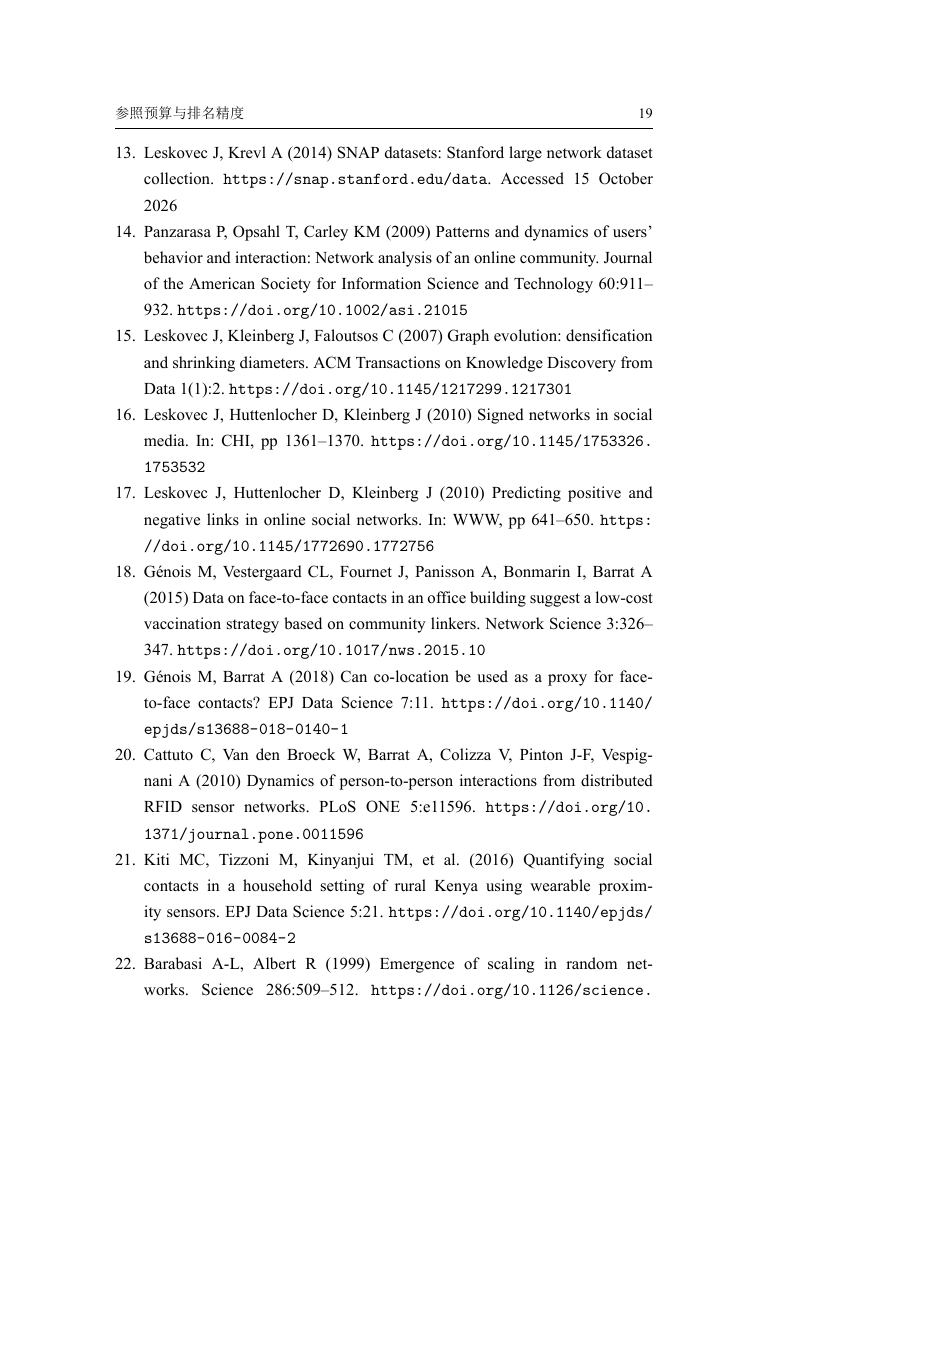 参照预算与排名精度 19
13. Leskovec J, Krevl A (2014) SNAP datasets: Stanford large network dataset
collection. https://snap.stanford.edu/data. Accessed 15 October
2026
14. Panzarasa P, Opsahl T, Carley KM (2009) Patterns and dynamics of users’
behavior and interaction: Network analysis of an online community. Journal
of the American Society for Information Science and Technology 60:911–
932. https://doi.org/10.1002/asi.21015
15. Leskovec J, Kleinberg J, Faloutsos C (2007) Graph evolution: densification
and shrinking diameters. ACM Transactions on Knowledge Discovery from
Data 1(1):2. https://doi.org/10.1145/1217299.1217301
16. Leskovec J, Huttenlocher D, Kleinberg J (2010) Signed networks in social
media. In: CHI, pp 1361–1370. https://doi.org/10.1145/1753326.
1753532
17. Leskovec J, Huttenlocher D, Kleinberg J (2010) Predicting positive and
negative links in online social networks. In: WWW, pp 641–650. https:
//doi.org/10.1145/1772690.1772756
18. Génois M, Vestergaard CL, Fournet J, Panisson A, Bonmarin I, Barrat A
(2015) Data on face-to-face contacts in an office building suggest a low-cost
vaccination strategy based on community linkers. Network Science 3:326–
347. https://doi.org/10.1017/nws.2015.10
19. Génois M, Barrat A (2018) Can co-location be used as a proxy for face-
to-face contacts? EPJ Data Science 7:11. https://doi.org/10.1140/
epjds/s13688-018-0140-1
20. Cattuto C, Van den Broeck W, Barrat A, Colizza V, Pinton J-F, Vespig-
nani A (2010) Dynamics of person-to-person interactions from distributed
RFID sensor networks. PLoS ONE 5:e11596. https://doi.org/10.
1371/journal.pone.0011596
21. Kiti MC, Tizzoni M, Kinyanjui TM, et al. (2016) Quantifying social
contacts in a household setting of rural Kenya using wearable proxim-
ity sensors. EPJ Data Science 5:21. https://doi.org/10.1140/epjds/
s13688-016-0084-2
22. Barabasi A-L, Albert R (1999) Emergence of scaling in random net-
works. Science 286:509–512. https://doi.org/10.1126/science.